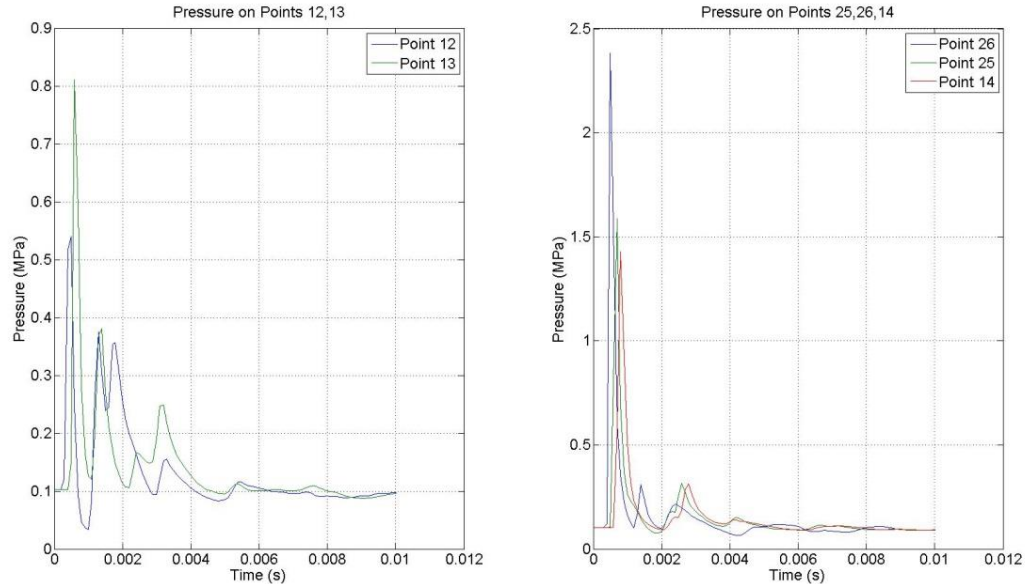 Pressure on Points 12,13
0.9
0.8
0.7
0.6
0.5
0.4
0.3
0.2
0.1
0
Pressure (MPa)
Point 12
Point 13
0
0.002
0.004
0.006
0.008
0.01
0.012
Time (s)
Pressure on Points 25,26,14
2.5
2
1.5
1
0.5
0
Pressure (MPa)
Point 26
Point 25
Point 14
0
0.002
0.004
0.006
0.008
0.01
0.012
Time (s)